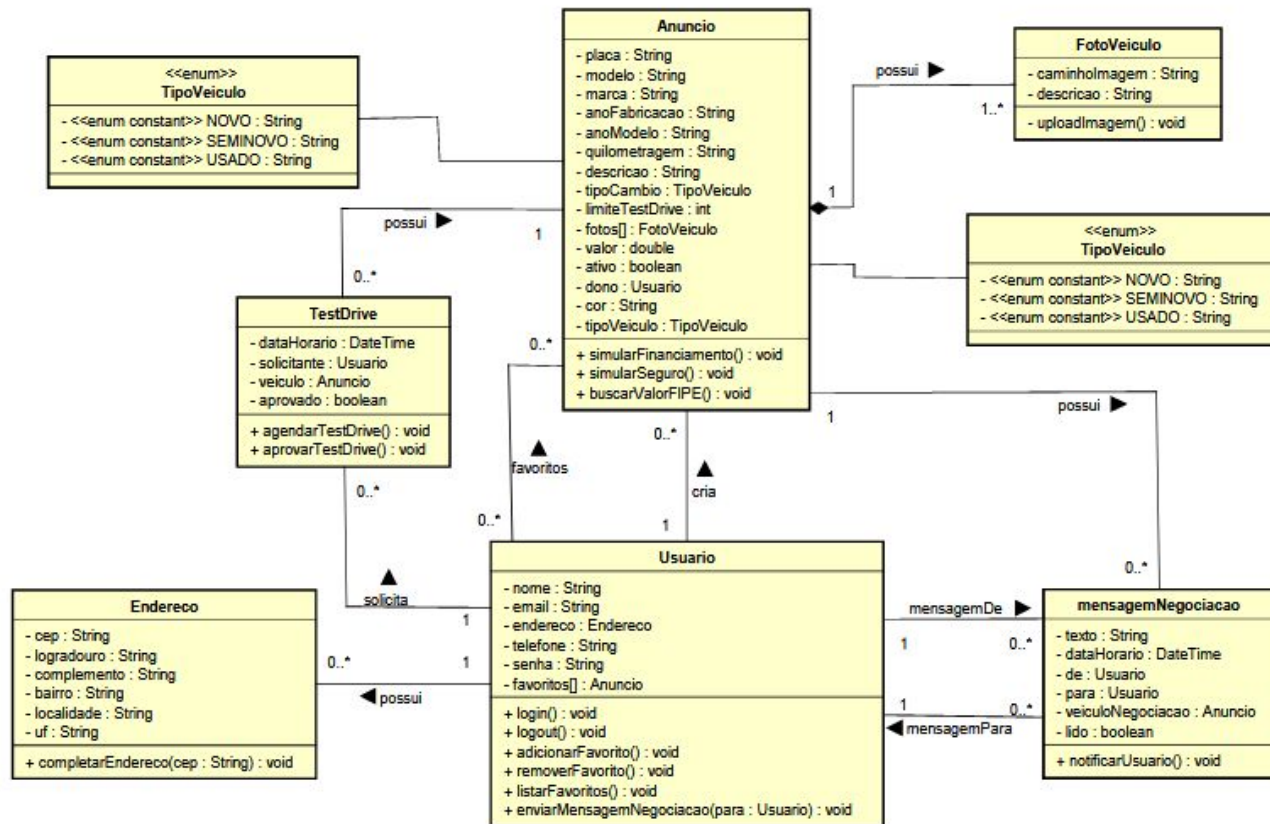 Anuncio
- placa : String
- modelo : String
- marca : String
- anoFabricacao : String
- anoModelo : String
- quilometragem : String
- descricao : String
- tipoCambio : TipoVeiculo
- limiteTestDrive : int
- fotos[] : FotoVeiculo
- valor : double
- ativo : boolean
- dono : Usuario
- cor : String
- tipoVeiculo : TipoVeiculo
+ simularFinanciamento() : void
+ simularSeguro() : void
+ buscarValorFIPE() : void
<<enum>>
TipoVeiculo
- <<enum constant>> NOVO : String
- <<enum constant>> SEMINOVO : String
- <<enum constant>> USADO : String
possui ▶
1
1..*
FotoVeiculo
- caminhoImagem : String
- descricao : String
- uploadImagem() : void
<<enum>>
TipoVeiculo
- <<enum constant>> NOVO : String
- <<enum constant>> SEMINOVO : String
- <<enum constant>> USADO : String
possui ▶
1
0..*
TestDrive
- dataHorario : DateTime
- solicitante : Usuario
- veiculo : Anuncio
- aprovado : boolean
+ agendarTestDrive() : void
+ aprovarTestDrive() : void
0..*
▲
favoritos
0..*
0..*
▲
cria
1
1
possui ▶
0..*
0..*
▲
solicita
1
Endereco
- cep : String
- logradouro : String
- complemento : String
- bairro : String
- localidade : String
- uf : String
+ completarEndereco(cep : String) : void
0..*
1
◀ possui
Usuario
- nome : String
- email : String
- endereco : Endereco
- telefone : String
- senha : String
- favoritos[] : Anuncio
+ login() : void
+ logout() : void
+ adicionarFavorito() : void
+ removerFavorito() : void
+ listarFavoritos() : void
+ enviarMensagemNegociacao(para : Usuario) : void
mensagemDe ▶
1
0..*
1
0..*
◀ mensagemPara
mensagemNegociacao
- texto : String
- dataHorario : DateTime
- de : Usuario
- para : Usuario
- veiculoNegociacao : Anuncio
- lido : boolean
+ notificarUsuario() : void